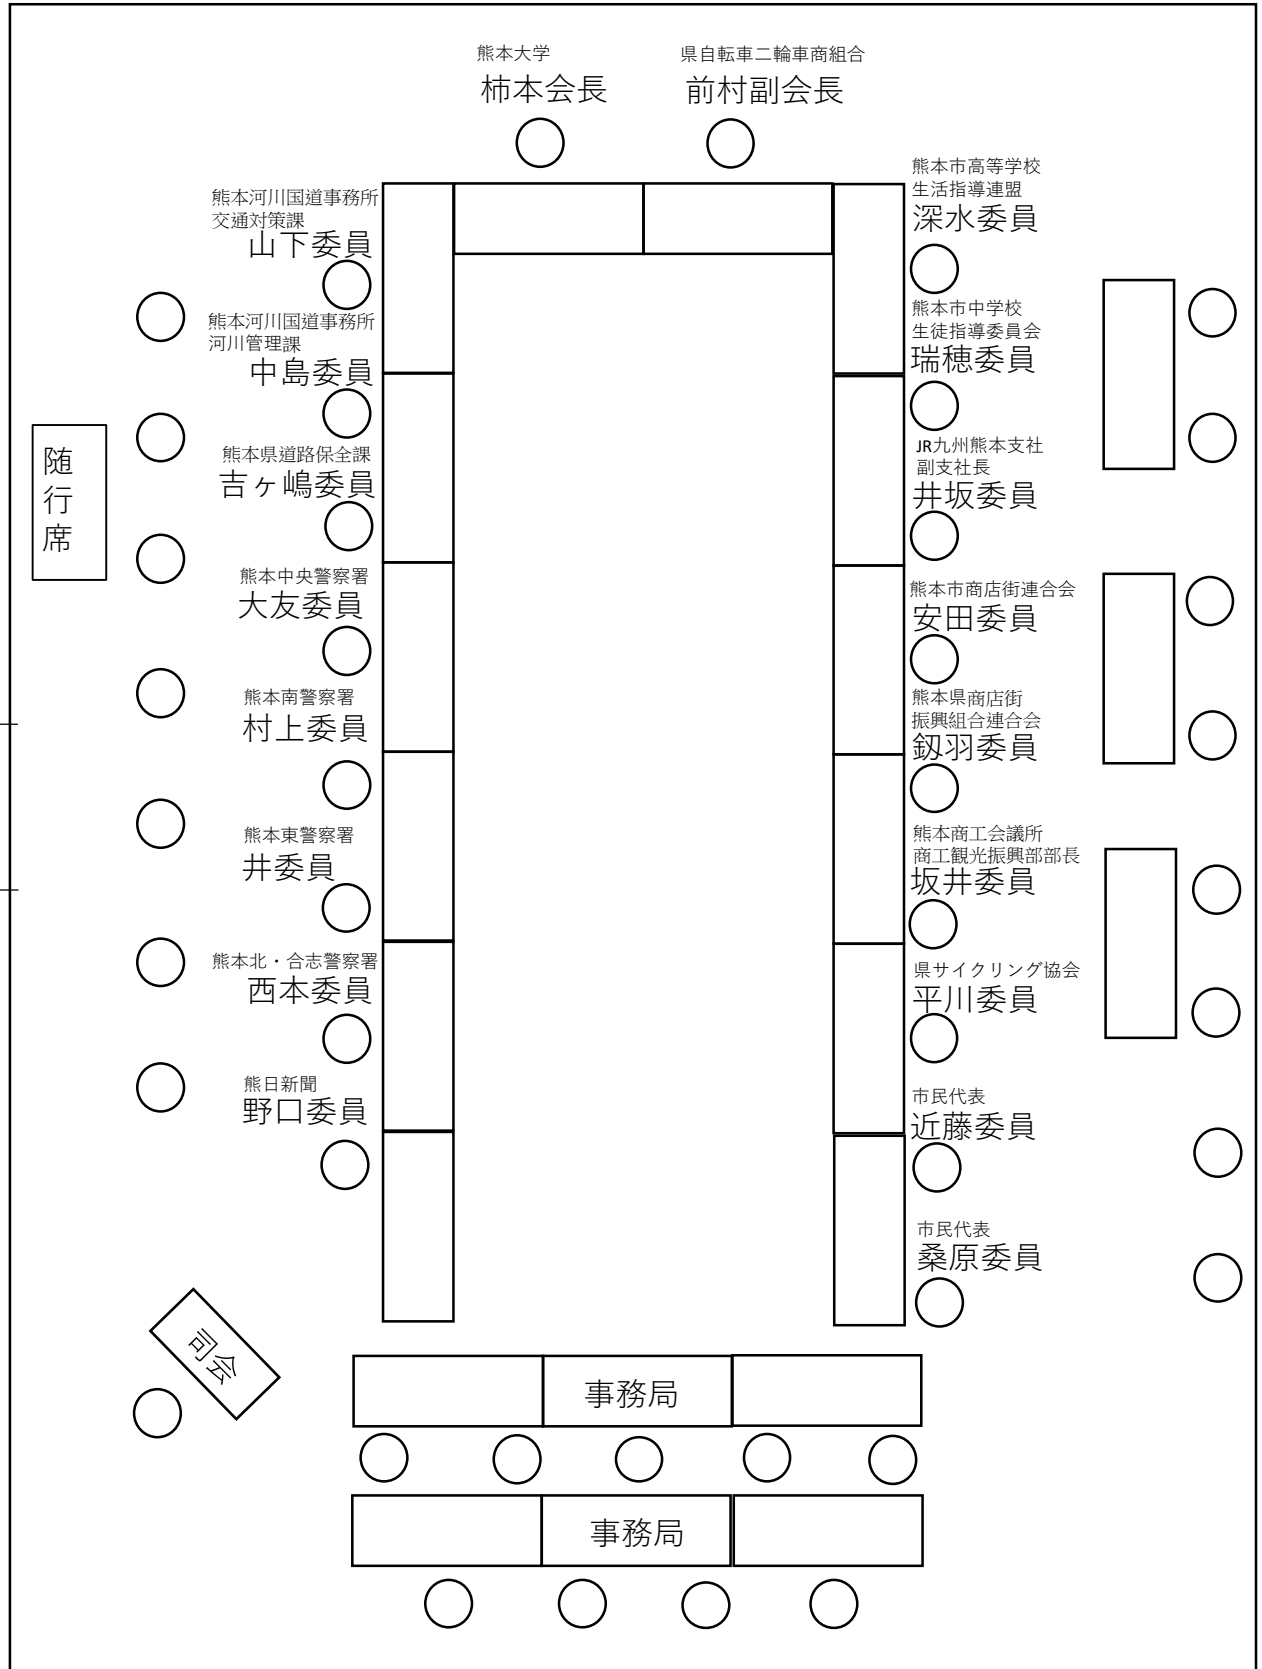 熊本大学
柿本会長
県自転車二輪車商組合
前村副会長
熊本河川国道事務所
交通対策課
山下委員
熊本河川国道事務所
河川管理課
中島委員
熊本県道路保全課
吉ヶ嶋委員
熊本中央警察署
大友委員
熊本南警察署
村上委員
熊本東警察署
井委員
熊本北・合志警察署
西本委員
熊日新聞
野口委員
随行席
熊本市高等学校
生活指導連盟
深水委員
熊本市中学校
生徒指導委員会
瑞穂委員
JR九州熊本支社
副支社長
井坂委員
熊本市商店街連合会
安田委員
熊本県商店街
振興組合連合会
釼羽委員
熊本商工会議所
商工観光振興部部長
坂井委員
県サイクリング協会
平川委員
市民代表
近藤委員
市民代表
桑原委員
司会
事務局
事務局